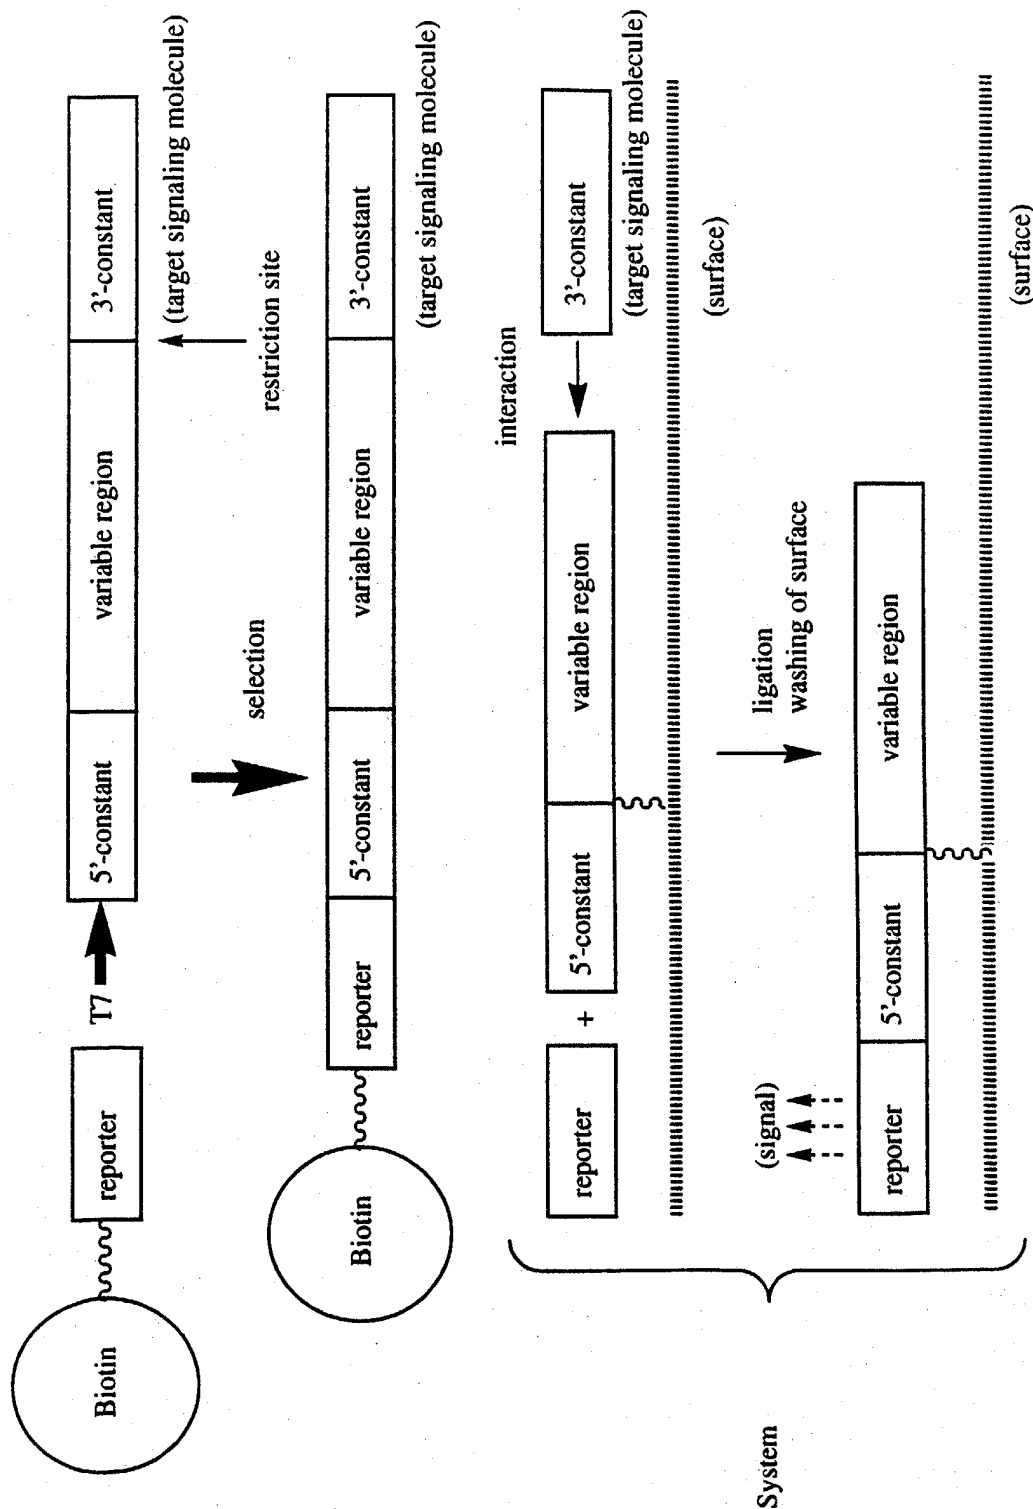 Biotin
reporter
T7
5'-constant
variable region
3'-constant
(target signaling molecule)
selection
restriction site
Biotin
reporter
5'-constant
variable region
3'-constant
(target signaling molecule)
interaction
reporter
+
5'-constant
variable region
3'-constant
(target signaling molecule)
(surface)
System
ligation
washing of surface
(signal)
reporter
5'-constant
variable region
(surface)